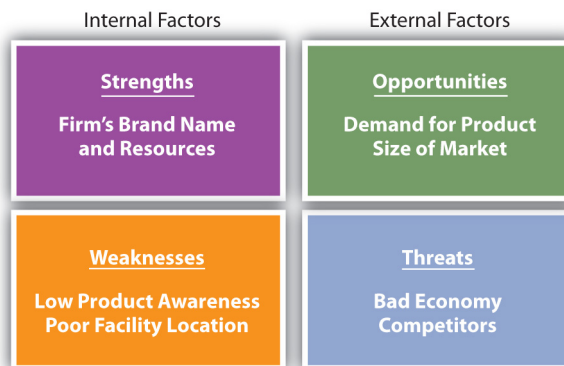 Internal Factors
External Factors
Strengths
Firm's Brand Name
and Resources
Opportunities
Demand for Product
Size of Market
Weaknesses
Low Product Awareness
Poor Facility Location
Threats
Bad Economy
Competitors